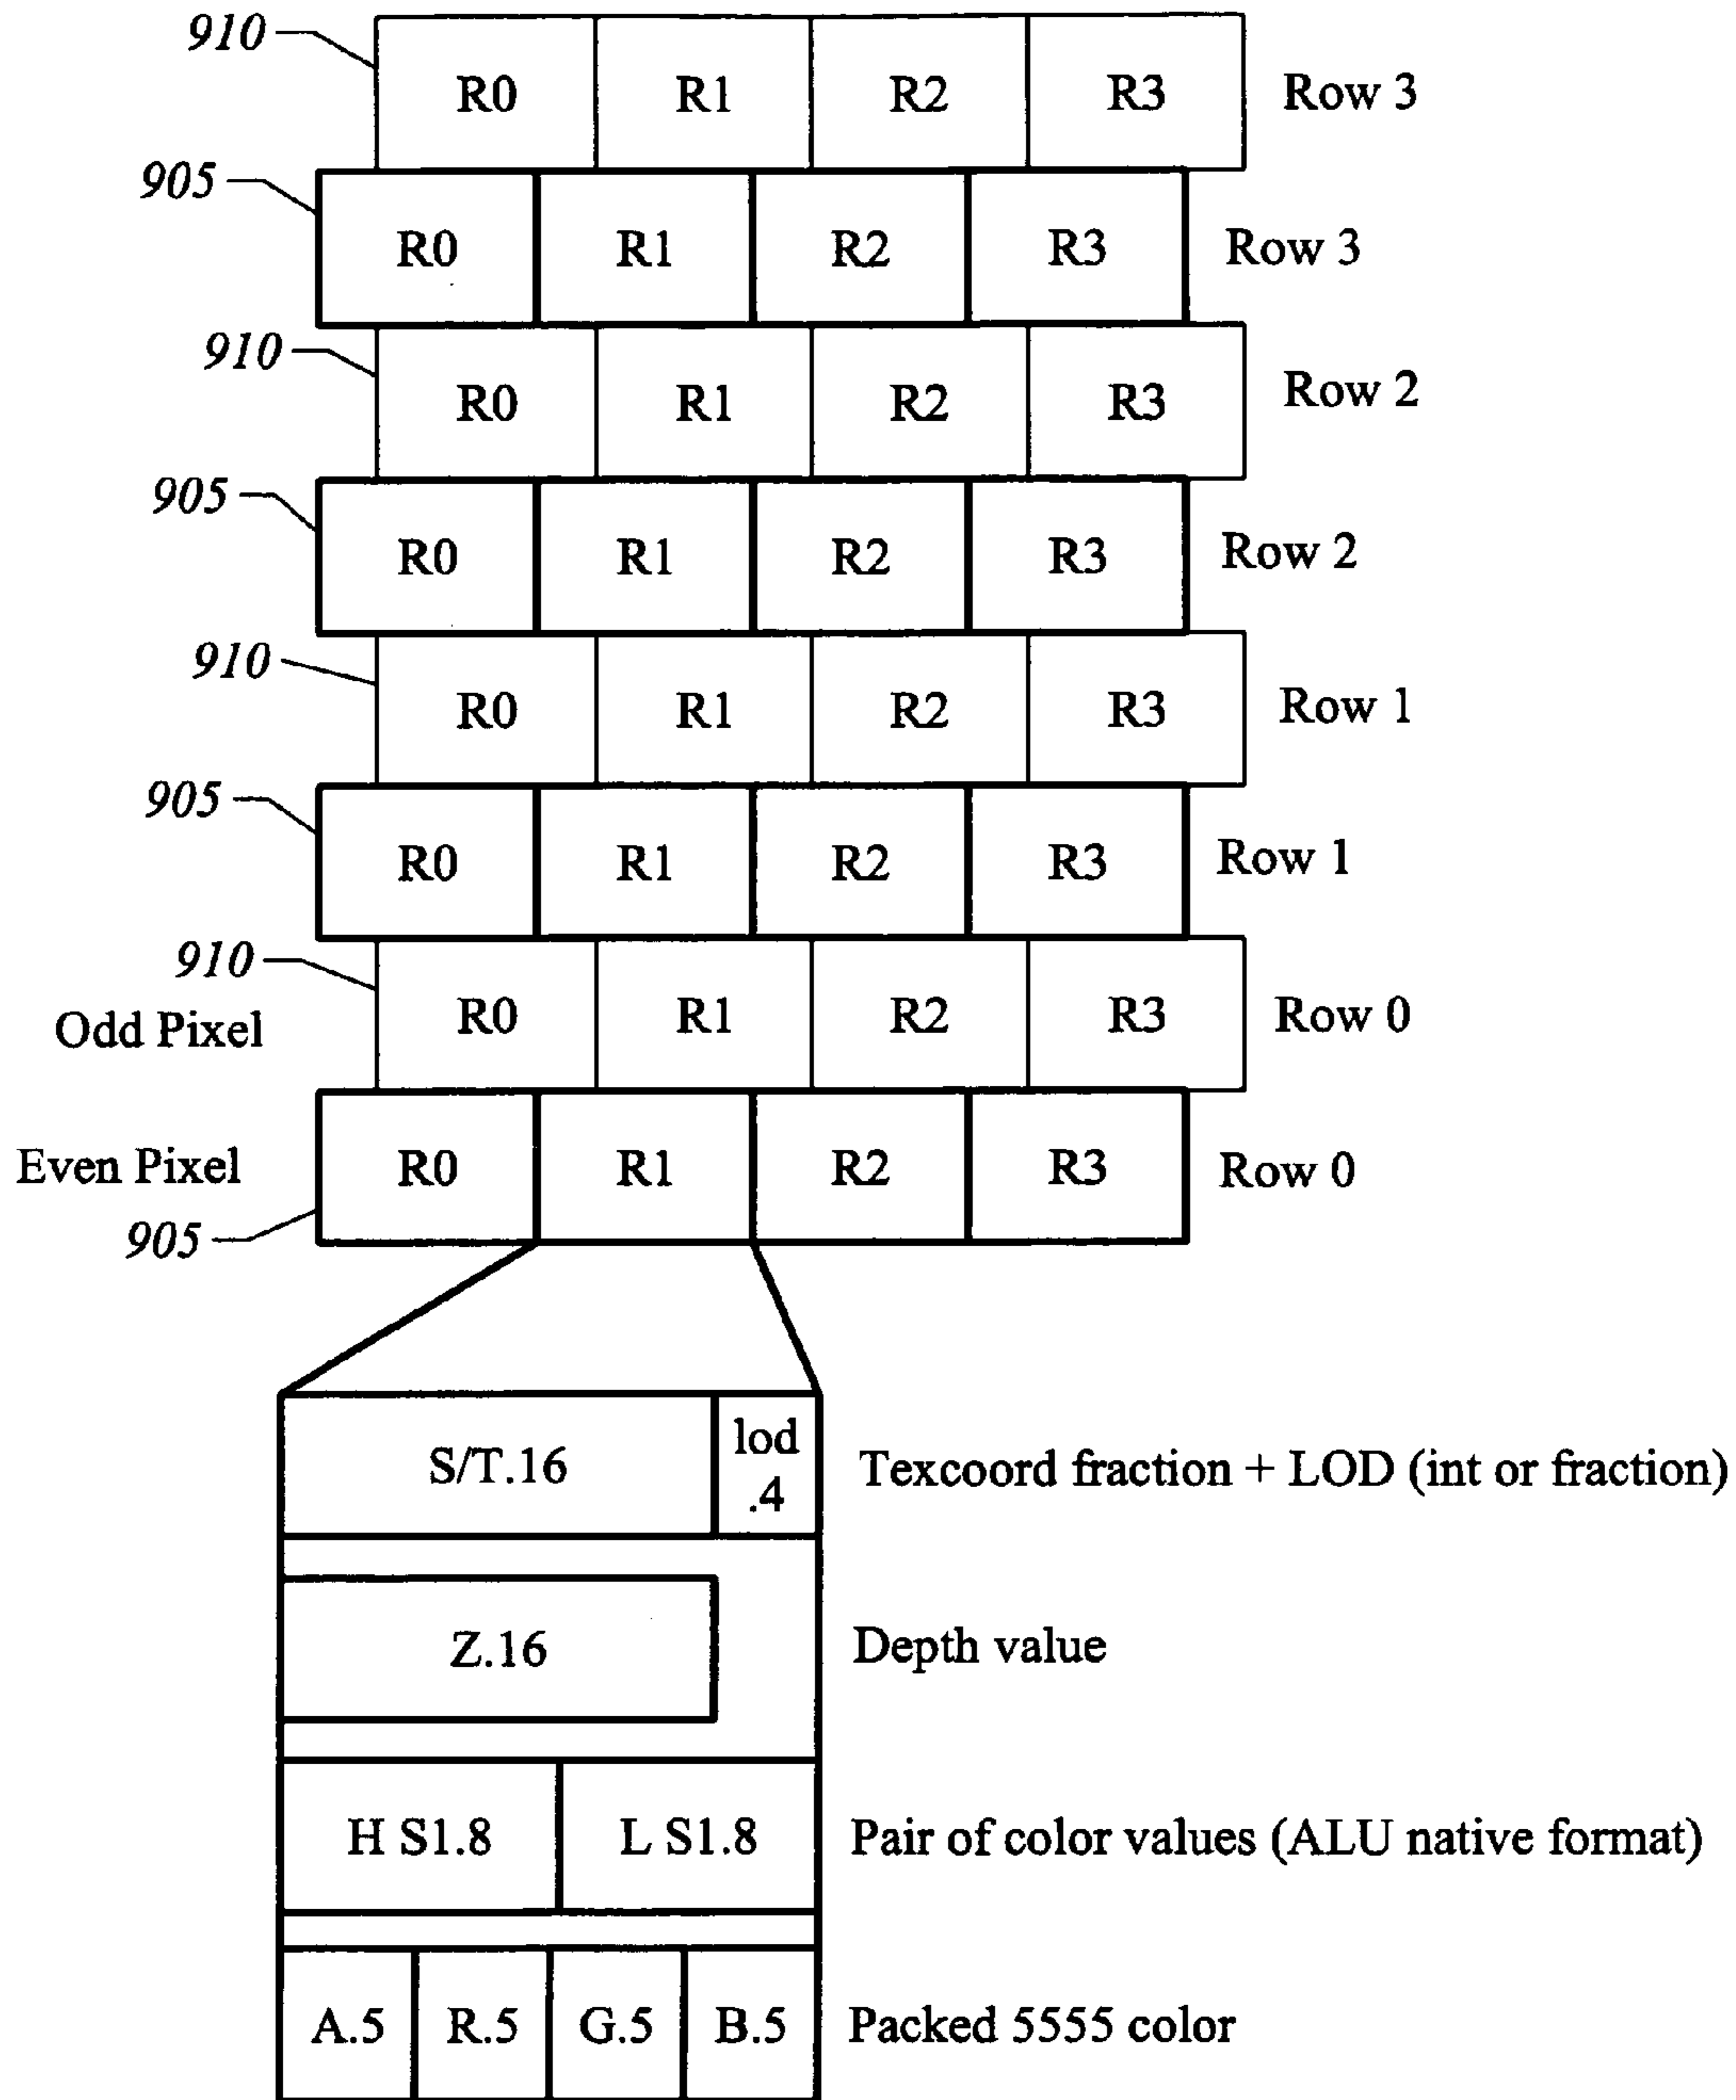 910
R0 R1 R2 R3 Row 3
905
R0 R1 R2 R3 Row 3
910
R0 R1 R2 R3 Row 2
905
R0 R1 R2 R3 Row 2
910
R0 R1 R2 R3 Row 1
905
R0 R1 R2 R3 Row 1
910
Odd Pixel R0 R1 R2 R3 Row 0
Even Pixel R0 R1 R2 R3 Row 0
905
S/T.16 lod .4 Texcoord fraction + LOD (int or fraction)
Z.16 Depth value
H S1.8 L S1.8 Pair of color values (ALU native format)
A.5 R.5 G.5 B.5 Packed 5555 color